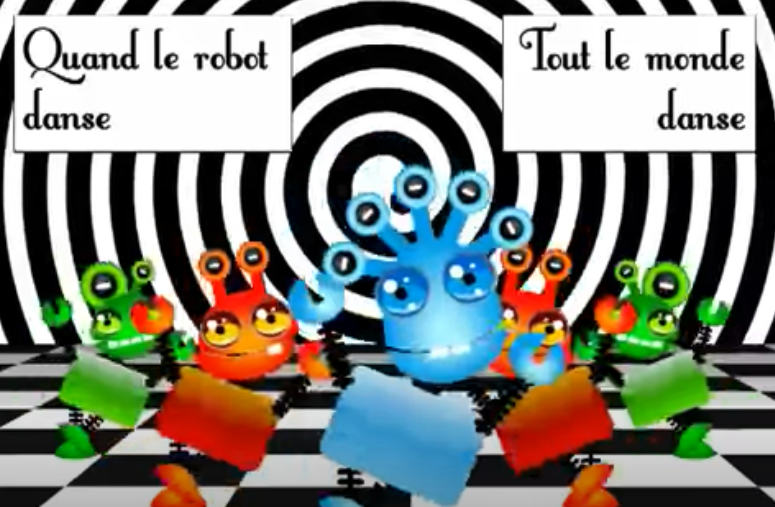 Quand le robot
danse
Tout le monde
danse